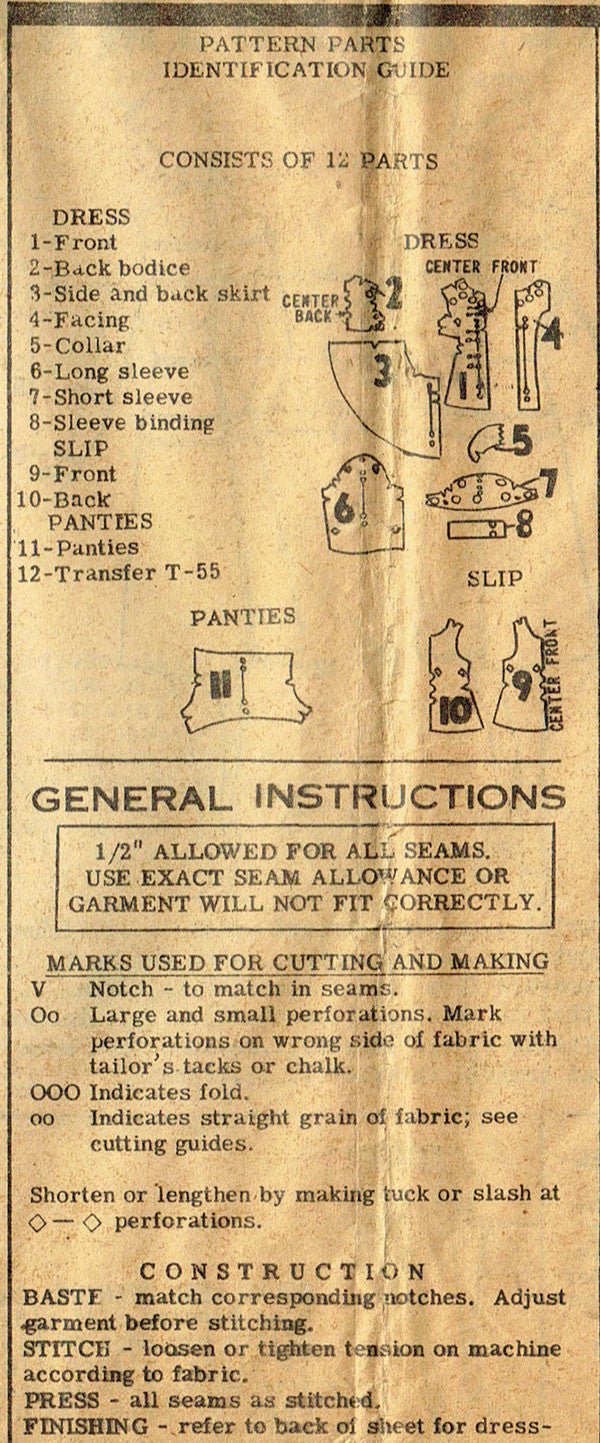 PATTERN PARTS
IDENTIFICATION GUIDE
CONSISTS OF 12 PARTS
DRESS
1-Front
2-Back bodice
3-Side and back skirt
4-Facing
5-Collar
6-Long sleeve
7-Short sleeve
8-Sleeve binding
SLIP
9-Front
10-Back
PANTIES
11-Panties
12-Transfer T-55
DRESS
CENTER FRONT
CENTER
BACK
2
1
4
3
5
6
7
8
SLIP
PANTIES
11
10
9
CENTER FRONT
GENERAL INSTRUCTIONS
1/2" ALLOWED FOR ALL SEAMS.
USE EXACT SEAM ALLOWANCE OR
GARMENT WILL NOT FIT CORRECTLY.
MARKS USED FOR CUTTING AND MAKING
V Notch - to match in seams.
Oo Large and small perforations. Mark
perforations on wrong side of fabric with
tailor's tacks or chalk.
OOO Indicates fold.
oo Indicates straight grain of fabric; see
cutting guides.
Shorten or lengthen by making tuck or slash at
◇ — ◇ perforations.
CONSTRUCTION
BASTE - match corresponding notches. Adjust
garment before stitching.
STITCH - loosen or tighten tension on machine
according to fabric.
PRESS - all seams as stitched.
FINISHING - refer to back of sheet for dress-